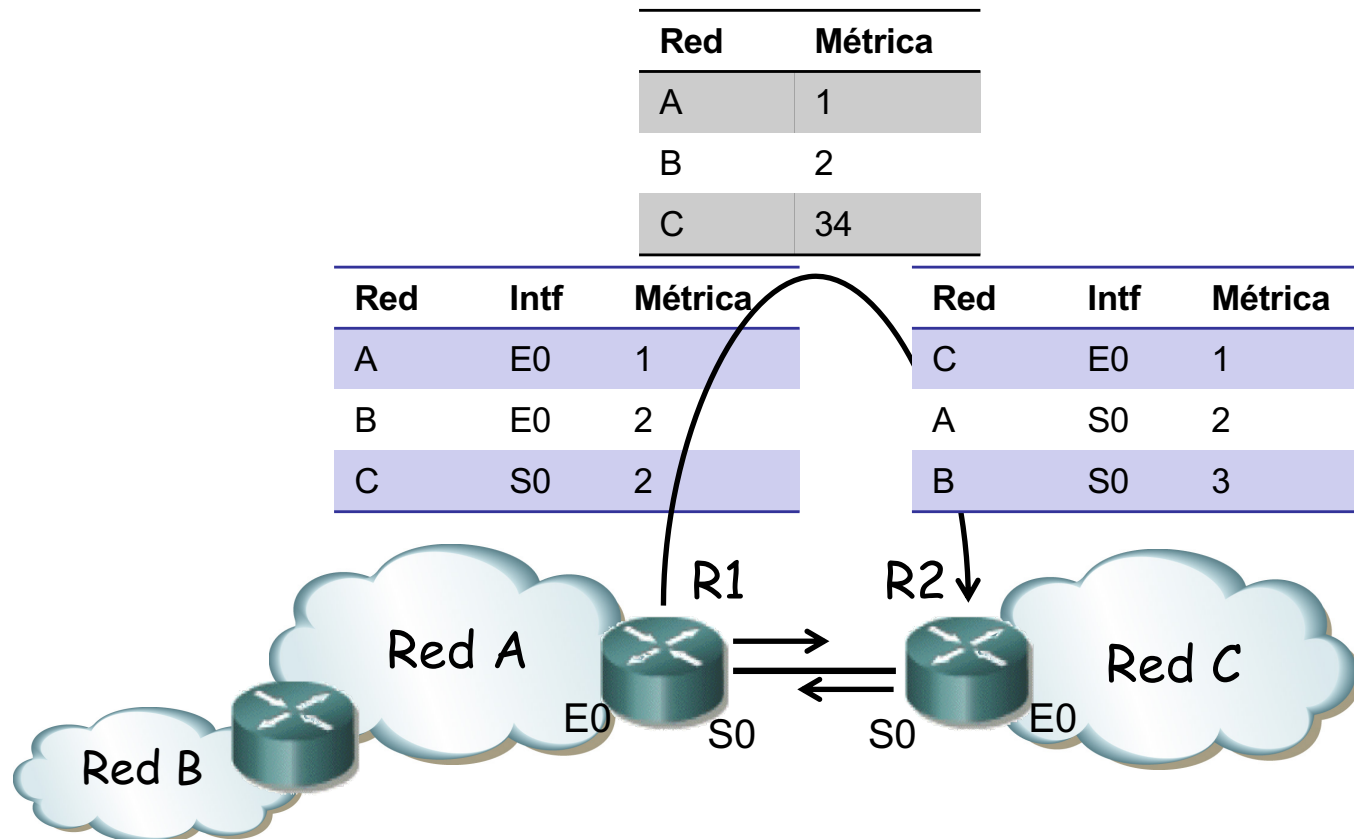 Red Métrica
A 1
B 2
C 34
Red Intf Métrica
A E0 1
B E0 2
C S0 2
Red Intf Métrica
C E0 1
A S0 2
B S0 3
R1
R2
Red A
Red C
E0
S0
S0
E0
Red B